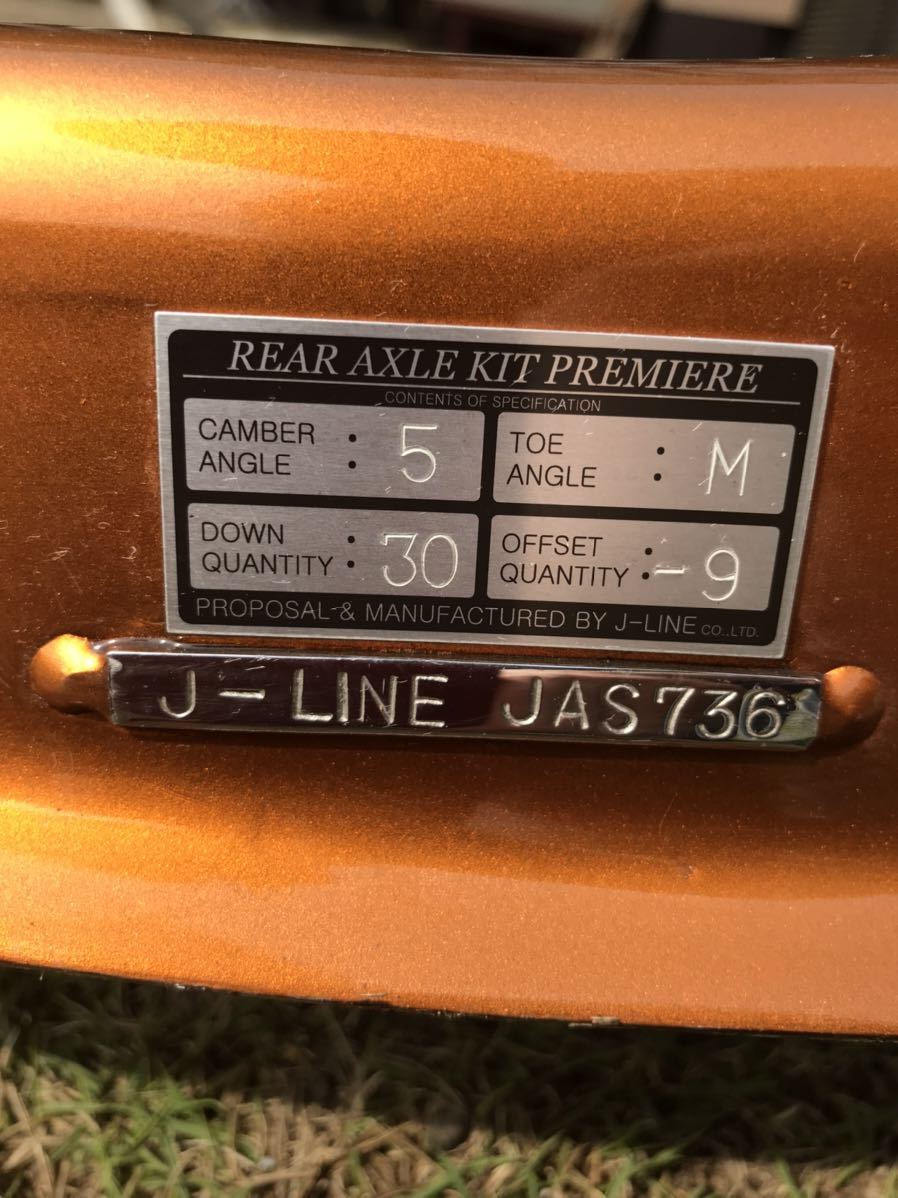 REAR AXLE KIT PREMIERE
CONTENTS OF SPECIFICATION
CAMBER ANGLE : 5
TOE ANGLE : M
DOWN QUANTITY : 30
OFFSET QUANTITY : -9
PROPOSAL & MANUFACTURED BY J-LINE CO.,LTD.
J-LINE JAS736